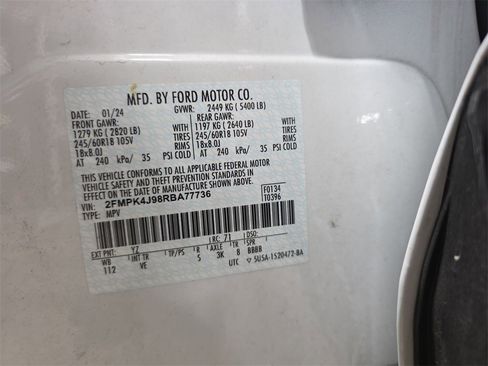 MFD. BY FORD MOTOR CO.
DATE: 01/24 GVWR: 2449 KG ( 5400 LB)
FRONT GAWR: REAR GAWR:
1279 KG ( 2820 LB) WITH 1197 KG ( 2640 LB) WITH
245/60R18 105V TIRES 245/60R18 105V TIRES
18x8.0J RIMS 18x8.0J RIMS
AT 240 kPa/ 35 PSI COLD AT 240 kPa/ 35 PSI COLD
THIS VEHICLE CONFORMS TO ALL APPLICABLE FEDERAL MOTOR
VEHICLE SAFETY AND THEFT PREVENTION STANDARDS IN
EFFECT ON THE DATE OF MANUFACTURE SHOWN ABOVE.
VIN: 2FMPK4J98RBA77736 F0134
TYPE: MPV T0396
EXT PNT: YZ RC: 71 DSO:
WB INT TR TP/PS R AXLE TR SPR
112 VE 5 3K 8 BBBB
UTC ▽ 5U5A-1520472-BA